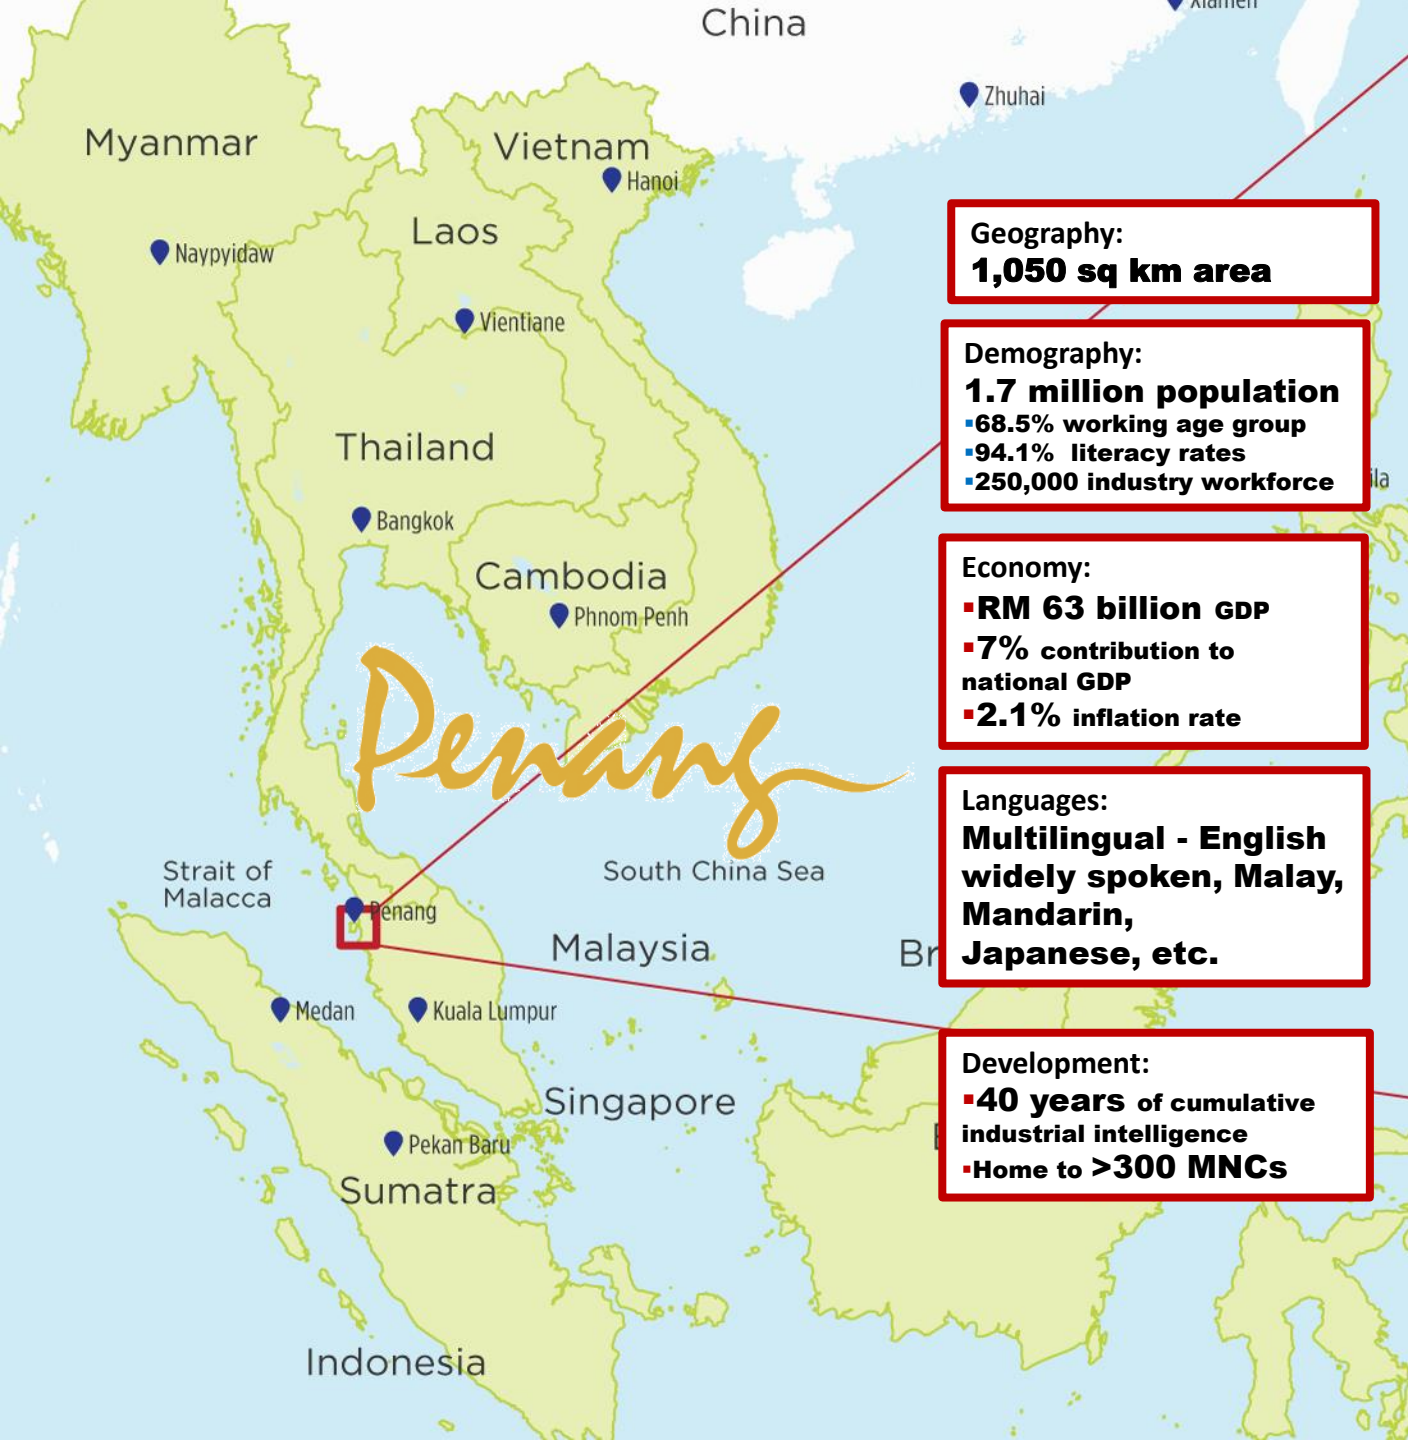 China
Xiamen
Zhuhai
Myanmar
Vietnam
Hanoi
Laos
Naypyidaw
Vientiane
Thailand
Bangkok
Cambodia
Phnom Penh
Penang
Strait of
Malacca
South China Sea
Penang
Malaysia
Medan
Kuala Lumpur
Singapore
Pekan Baru
Sumatra
Indonesia
Geography:
1,050 sq km area
Demography:
1.7 million population
▪68.5% working age group
▪94.1% literacy rates
▪250,000 industry workforce
Economy:
▪RM 63 billion GDP
▪7% contribution to
national GDP
▪2.1% inflation rate
Languages:
Multilingual - English
widely spoken, Malay,
Mandarin,
Japanese, etc.
Development:
▪40 years of cumulative
industrial intelligence
▪Home to >300 MNCs